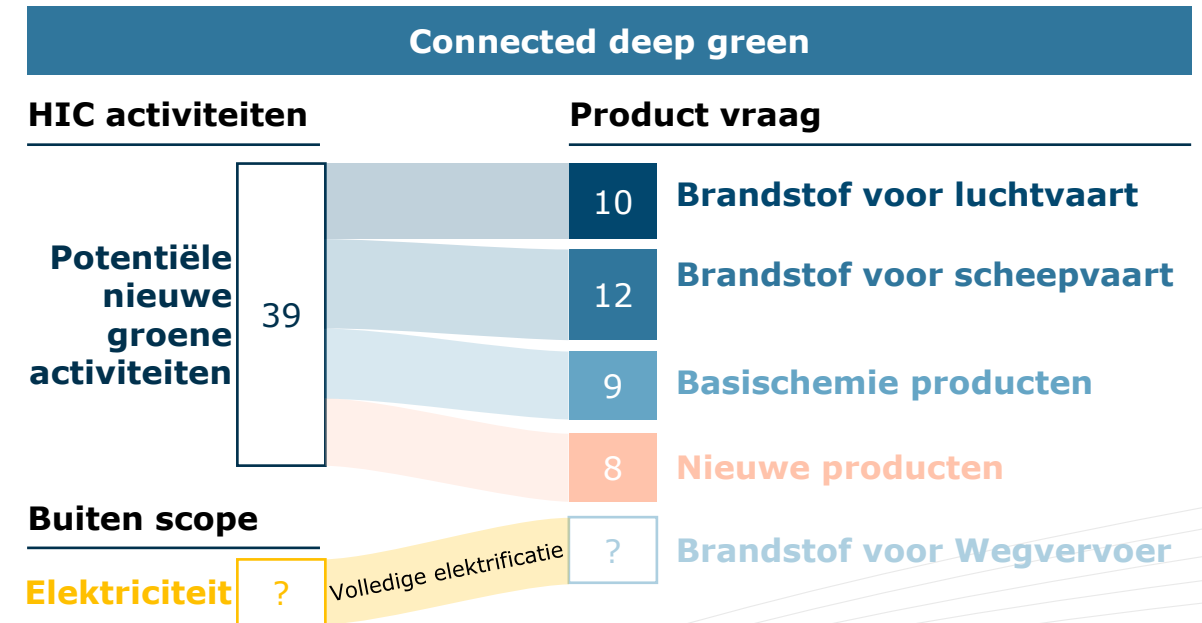 Connected deep green
HIC activiteiten
Product vraag
Potentiële
nieuwe
groene
activiteiten
39
10
Brandstof voor luchtvaart
12
Brandstof voor scheepvaart
9
Basischemie producten
8
Nieuwe producten
Buiten scope
Elektriciteit
?
Volledige elektrificatie
?
Brandstof voor Wegvervoer